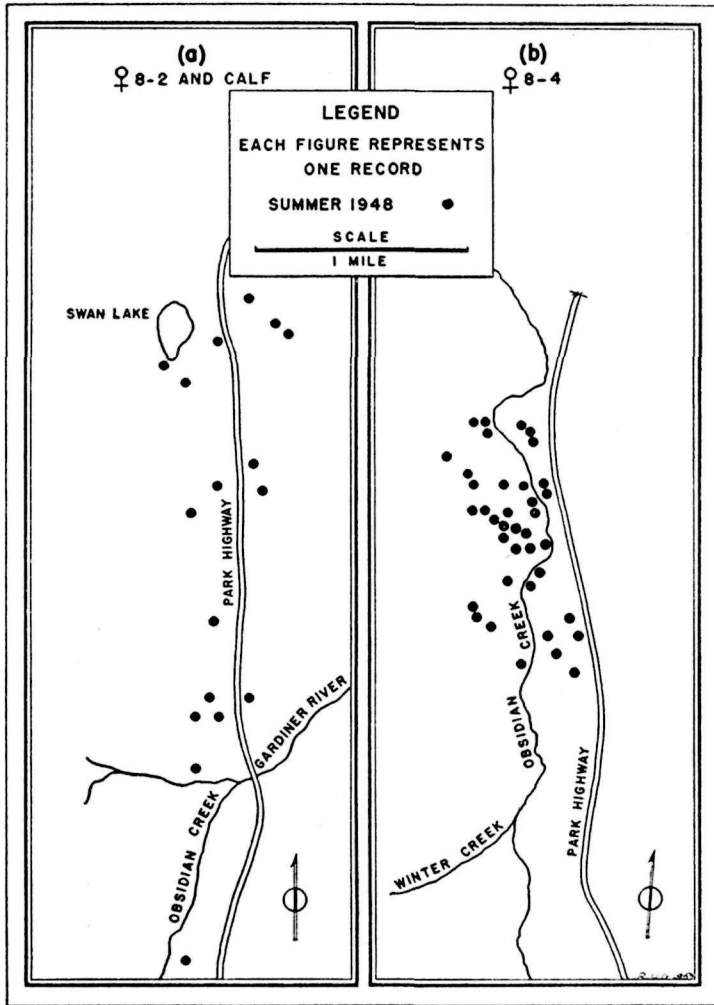 (a)
♀ 8-2 AND CALF
(b)
♀ 8-4
LEGEND
EACH FIGURE REPRESENTS
ONE RECORD
SUMMER 1948
SCALE
1 MILE
SWAN LAKE
PARK HIGHWAY
GARDINER RIVER
OBSIDIAN CREEK
OBSIDIAN CREEK
WINTER CREEK
PARK HIGHWAY